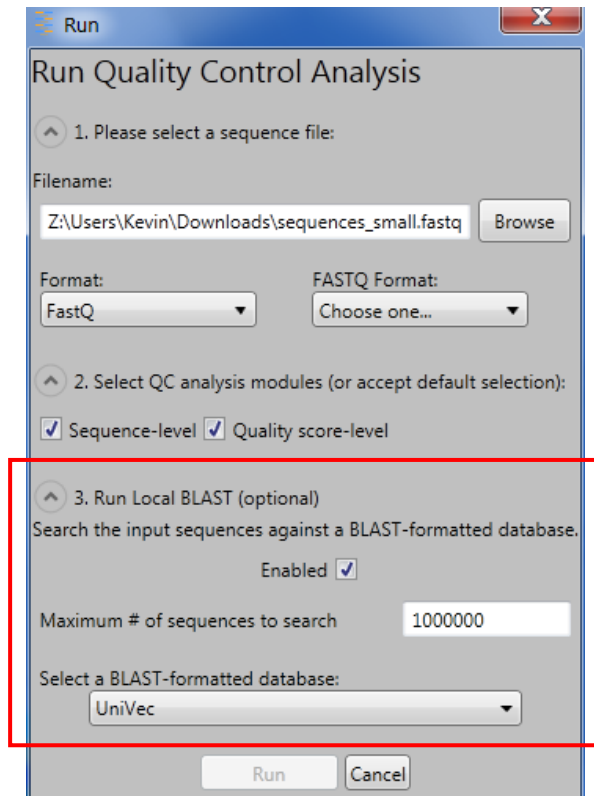 Run
X
Run Quality Control Analysis
1. Please select a sequence file:
Filename:
Z:\Users\Kevin\Downloads\sequences_small.fastq Browse
Format: FASTQ Format:
FastQ Choose one...
2. Select QC analysis modules (or accept default selection):
Sequence-level Quality score-level
3. Run Local BLAST (optional)
Search the input sequences against a BLAST-formatted database.
Enabled
Maximum # of sequences to search 1000000
Select a BLAST-formatted database:
UniVec
Run Cancel